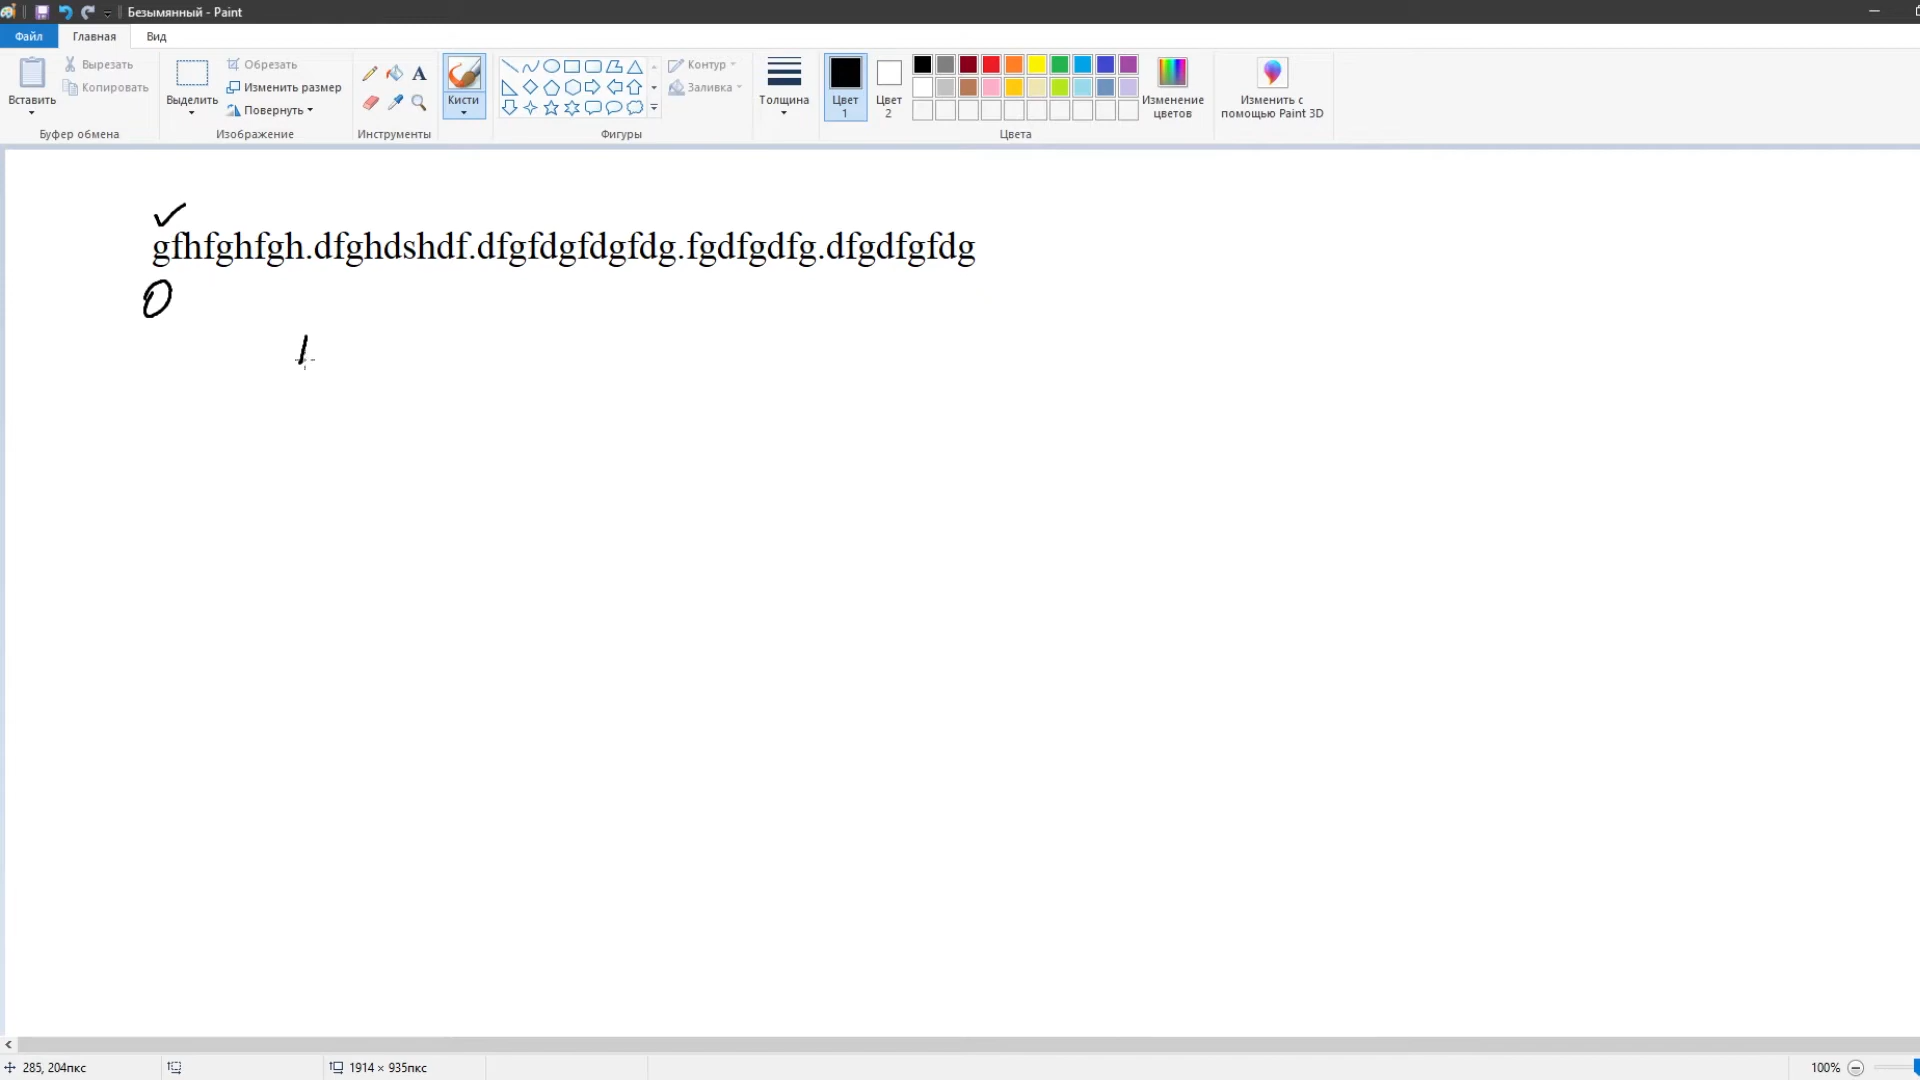 Безымянный - Paint
Файл Главная Вид
Вставить
Вырезать
Копировать
Буфер обмена
Выделить
Обрезать
Изменить размер
Повернуть
Изображение
A
Инструменты
Кисти
Контур
Заливка
Фигуры
Толщина
Цвет 1
Цвет 2
Изменение цветов
Цвета
Изменить с помощью Paint 3D
gfhfghfgh.dfghdshdf.dfgfdgfdgfdg.fgdfgdfg.dfgdfgfdg
0
285, 204пкс
1914 × 935пкс
100%